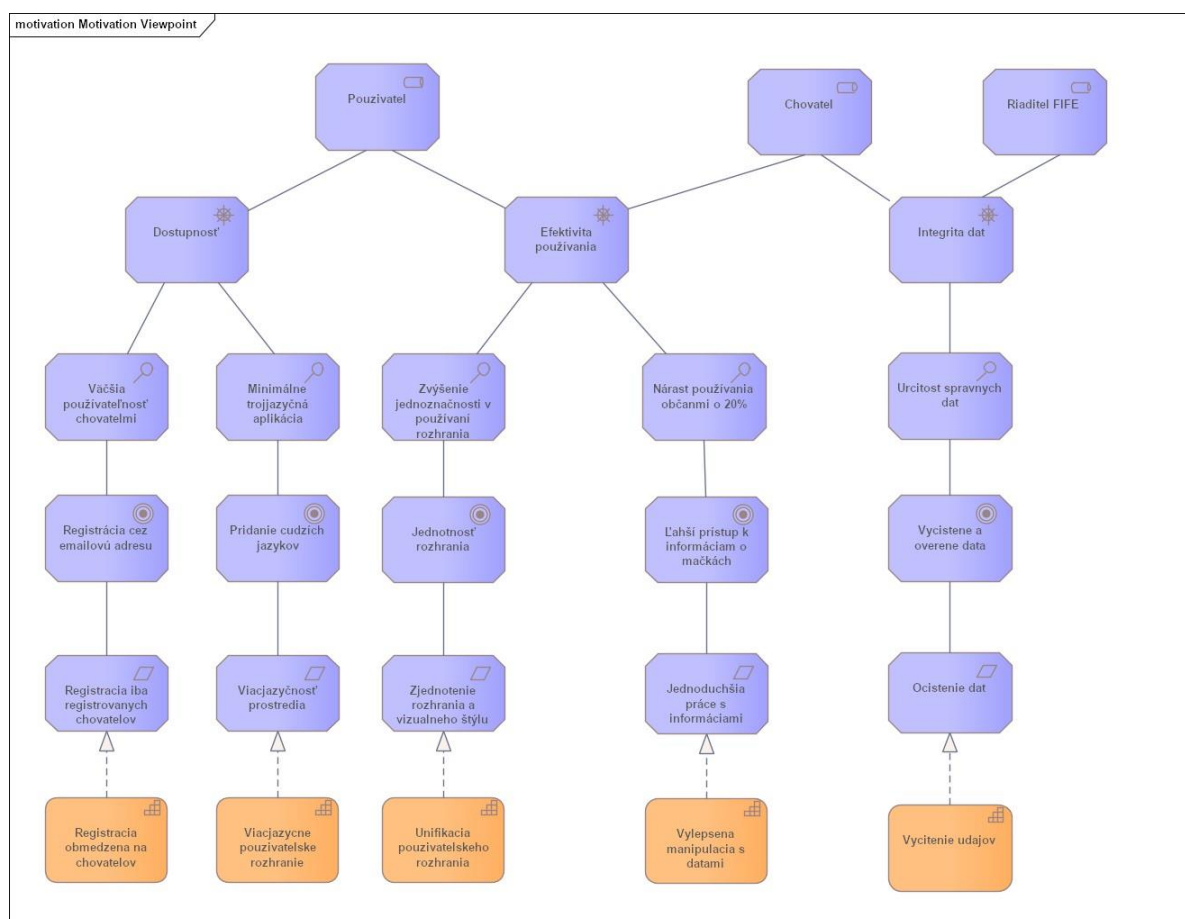 motivation Motivation Viewpoint
Pouzivatel
Chovatel
Riaditel FIFE
Dostupnosť
Efektivita
používania
Integrita dat
Väčšia
používateľnosť
chovatelmi
Minimálne
trojjazyčná
aplikácia
Zvýšenie
jednoznačnosti v
používaní
rozhrania
Nárast používania
občanmi o 20%
Urcitost spravnych
dat
Registrácia cez
emailovú adresu
Pridanie cudzích
jazykov
Jednotnosť
rozhrania
Ľahší prístup k
informáciam o
mačkách
Vycistene a
overene data
Registracia iba
registrovanych
chovatelov
Viacjazyčnosť
prostredia
Zjednotenie
rozhrania a
vizualneho štýlu
Jednoduchšia
práce s
informáciami
Ocistenie dat
Registracia
obmedzena na
chovatelov
Viacjazycne
pouzivatelske
rozhranie
Unifikacia
pouzivatelskeho
rozhrania
Vylepsena
manipulacia s
datami
Vycitenie udajov